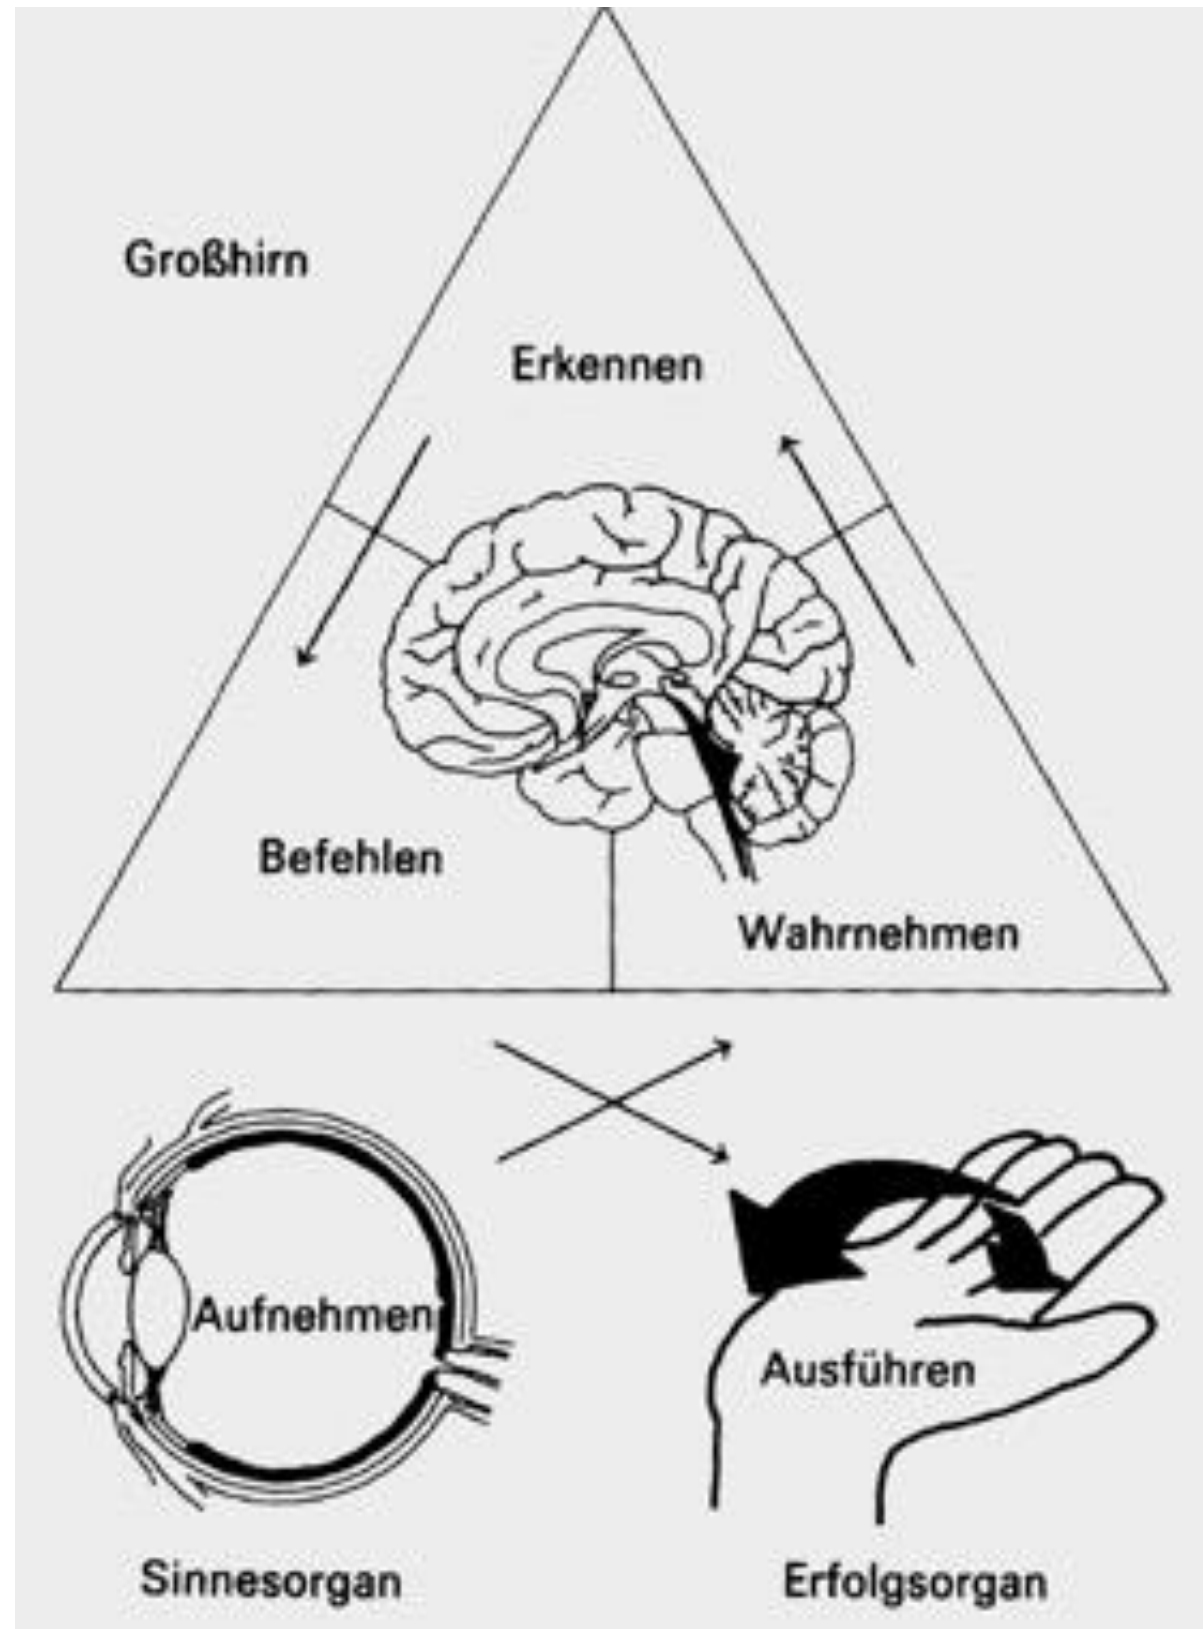 Großhirn
Erkennen
Befehlen
Wahrnehmen
Aufnehmen
Ausführen
Sinnesorgan
Erfolgsorgan